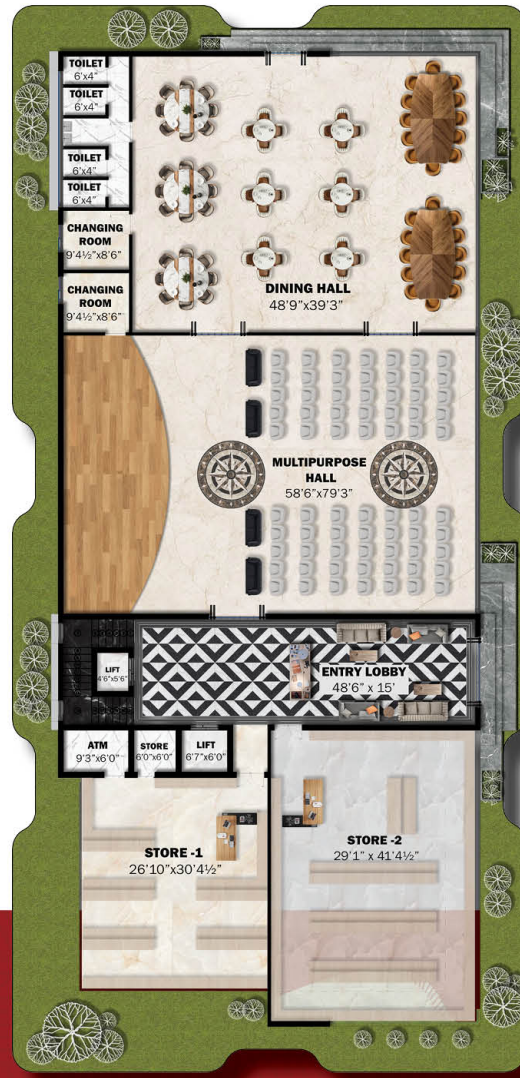 TOILET
6'x4"
TOILET
6'x4"
TOILET
6'x4"
TOILET
6'x4"
CHANGING
ROOM
9'4½"x8'6"
CHANGING
ROOM
9'4½"x8'6"
DINING HALL
48'9"x39'3"
MULTIPURPOSE
HALL
58'6"x79'3"
LIFT
4'6"x5'6"
ENTRY LOBBY
48'6" x 15'
ATM
9'3"x6'0"
STORE
6'0"x6'0"
LIFT
6'7"x6'0"
STORE -1
26'10"x30'4½"
STORE -2
29'1" x 41'4½"